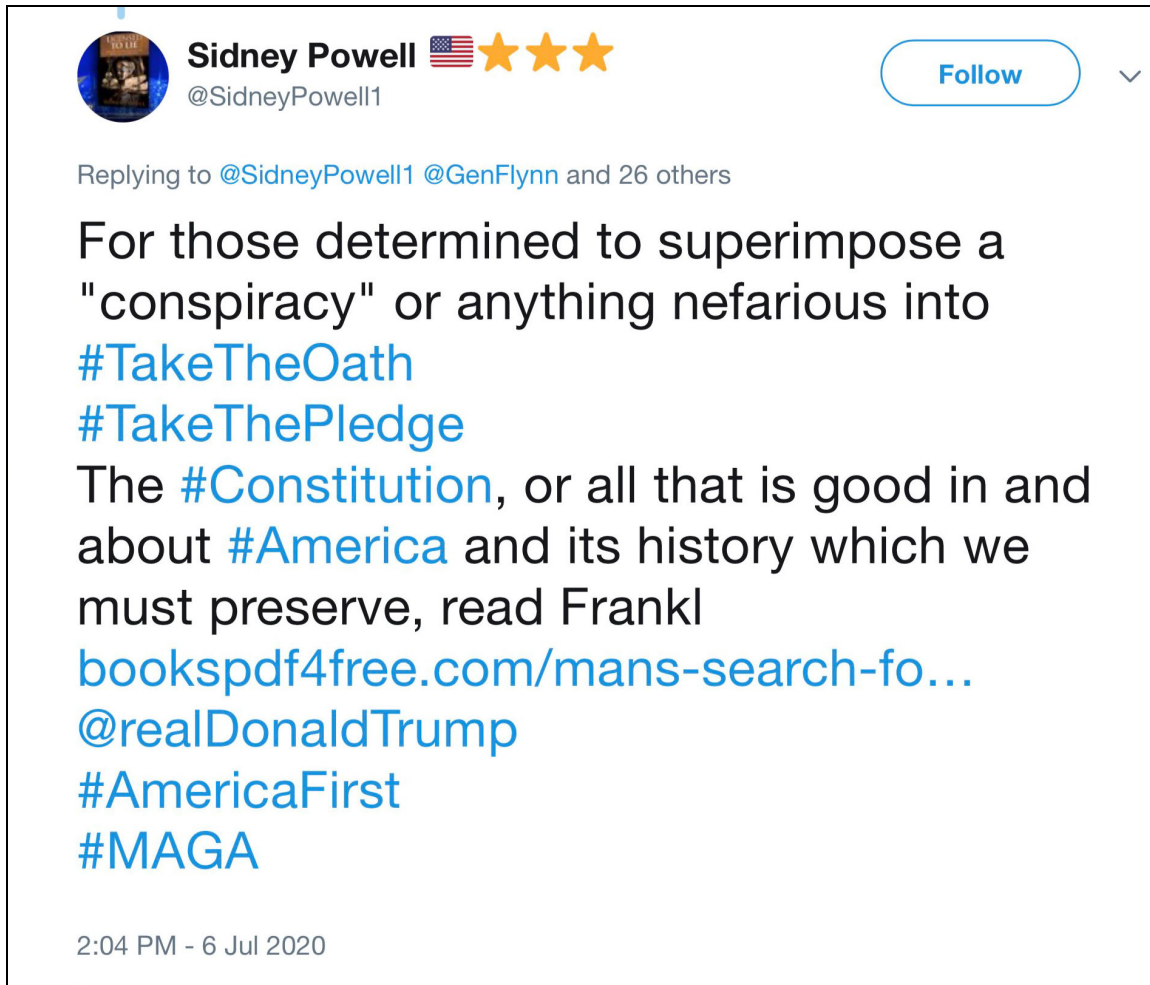 LICENSED
TO LIE
Sidney Powell 🇺🇸⭐⭐⭐
@SidneyPowell1
Follow
Replying to @SidneyPowell1 @GenFlynn and 26 others
For those determined to superimpose a
"conspiracy" or anything nefarious into
#TakeTheOath
#TakeThePledge
The #Constitution, or all that is good in and
about #America and its history which we
must preserve, read Frankl
bookspdf4free.com/mans-search-fo...
@realDonaldTrump
#AmericaFirst
#MAGA
2:04 PM - 6 Jul 2020